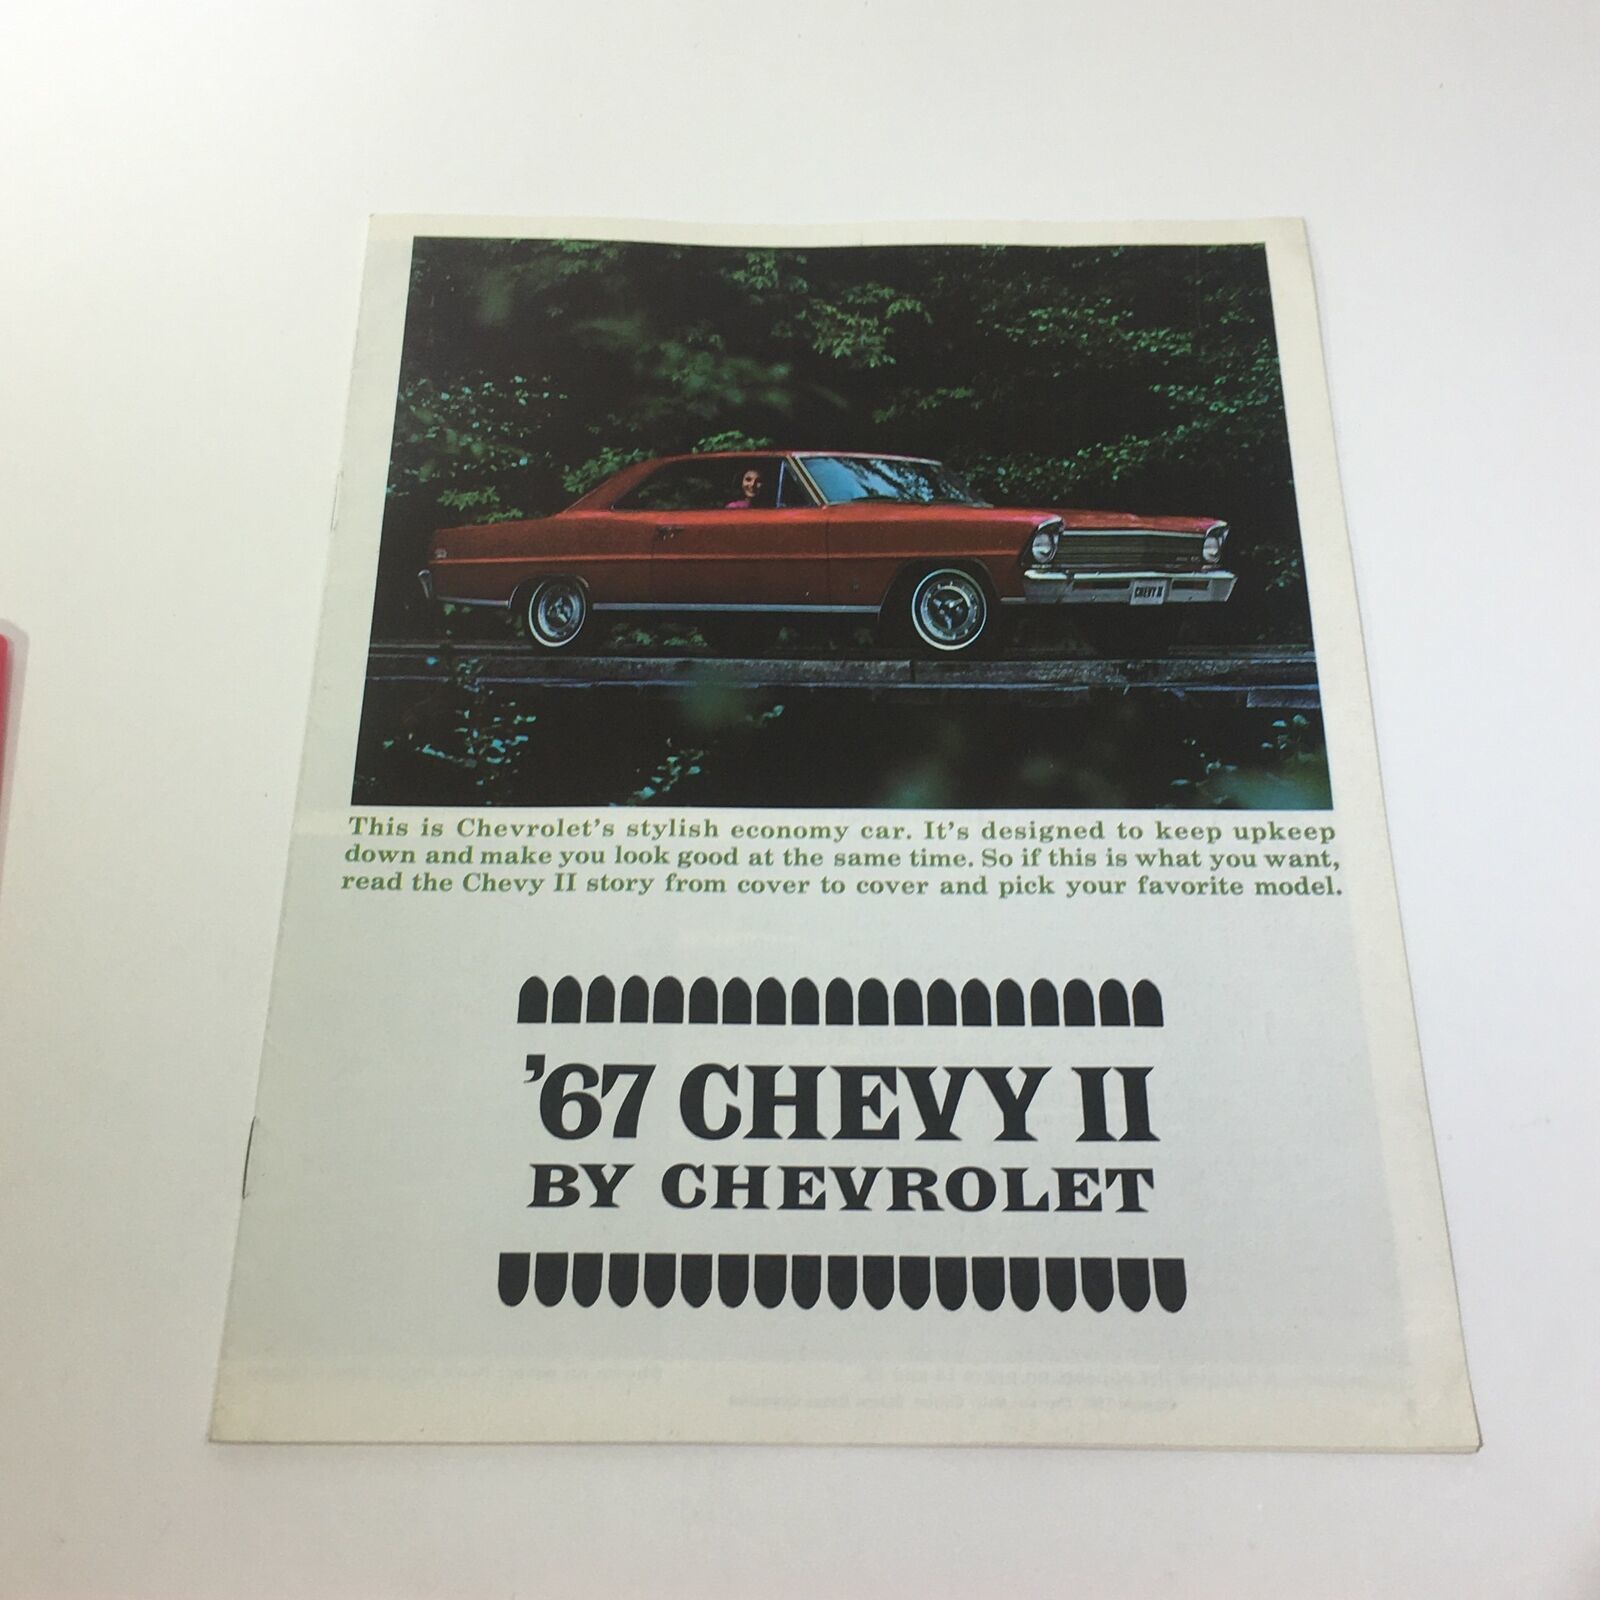 CHEVY II
This is Chevrolet's stylish economy car. It's designed to keep upkeep
down and make you look good at the same time. So if this is what you want,
read the Chevy II story from cover to cover and pick your favorite model.
'67 CHEVY II
BY CHEVROLET